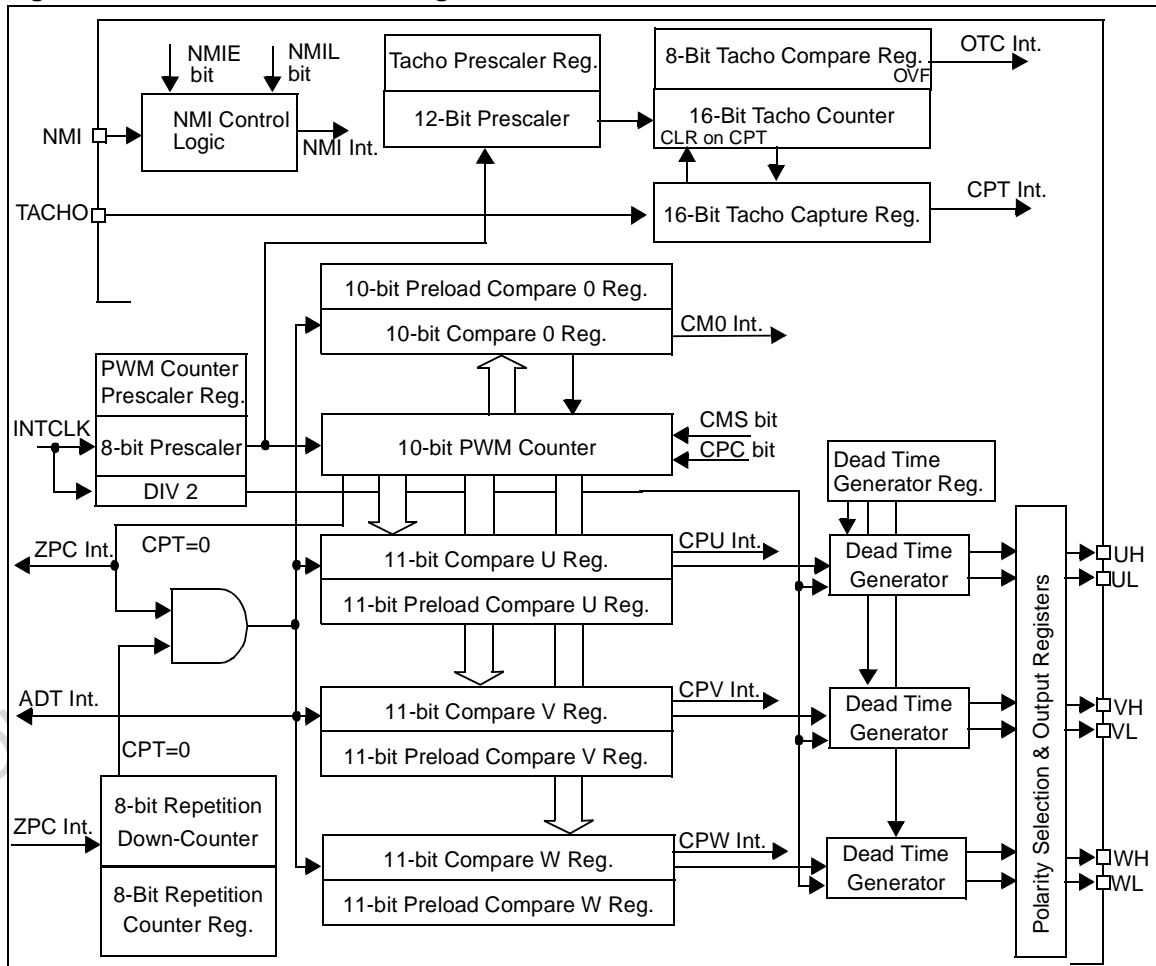 NMIE
bit
NMIL
bit
NMI
NMI Control
Logic
NMI Int.
Tacho Prescaler Reg.
12-Bit Prescaler
8-Bit Tacho Compare Reg.
OVF
OTC Int.
16-Bit Tacho Counter
CLR on CPT
TACHO
16-Bit Tacho Capture Reg.
CPT Int.
10-bit Preload Compare 0 Reg.
10-bit Compare 0 Reg.
CM0 Int.
PWM Counter
Prescaler Reg.
INTCLK
8-bit Prescaler
DIV 2
10-bit PWM Counter
CMS bit
CPC bit
Dead Time
Generator Reg.
ZPC Int.
CPT=0
11-bit Compare U Reg.
11-bit Preload Compare U Reg.
CPU Int.
Dead Time
Generator
UH
UL
ADT Int.
CPT=0
11-bit Compare V Reg.
11-bit Preload Compare V Reg.
CPV Int.
Dead Time
Generator
VH
VL
ZPC Int.
8-bit Repetition
Down-Counter
8-Bit Repetition
Counter Reg.
11-bit Compare W Reg.
11-bit Preload Compare W Reg.
CPW Int.
Dead Time
Generator
WH
WL
Polarity Selection & Output Registers